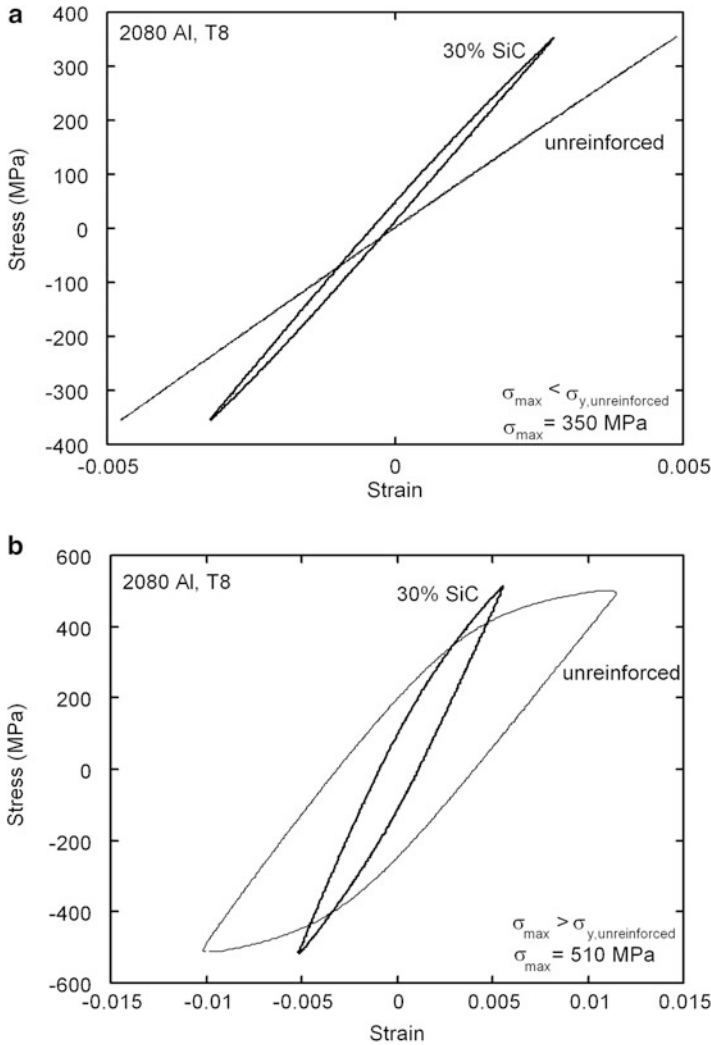 a
400
2080 Al, T8
30% SiC
300
200
unreinforced
100
0
Stress (MPa)
-100
-200
-300
σmax < σy,unreinforced
σmax = 350 MPa
-400
-0.005
0
0.005
Strain
b
600
2080 Al, T8
30% SiC
400
unreinforced
200
0
Stress (MPa)
-200
-400
σmax > σy,unreinforced
σmax = 510 MPa
-600
-0.015
-0.01
-0.005
0
0.005
0.01
0.015
Strain